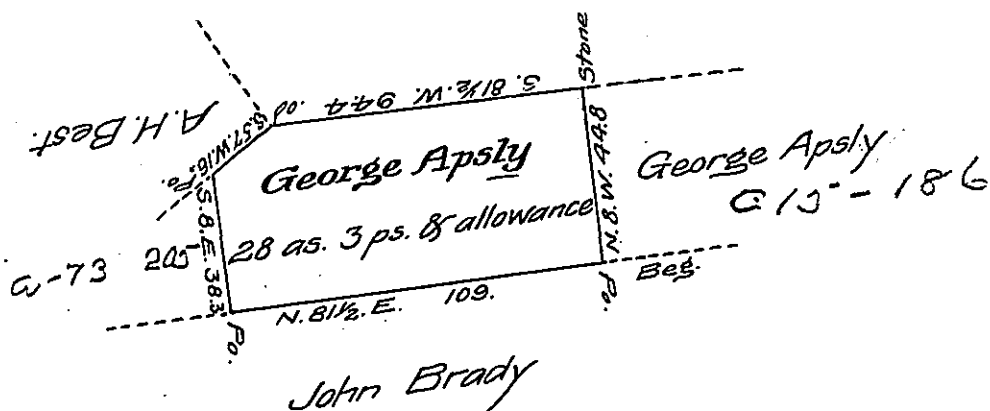 Stone
S. 81½. W. 94.4
Po.
A. H. Best.
S. 57. W. 16.
Po.
George Apsly
28 as. 3 ps. & allowance
N. 8. W. 44.8
George Apsly
C 15 - 186
S. 8. E. 38.3
a-73 205
Po.
N. 81½. E. 109.
Po.
Beg.
John Brady